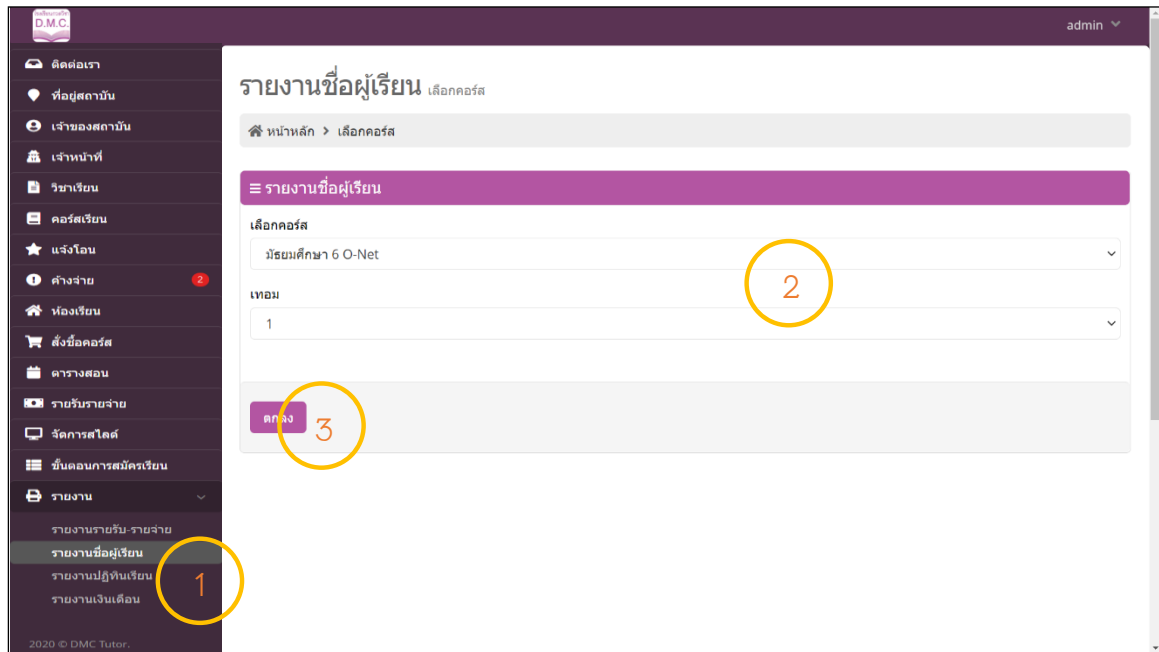 D.M.C.
admin
ติดต่อเรา
ที่อยู่สถาบัน
เจ้าของสถาบัน
เจ้าหน้าที่
วิชาเรียน
คอร์สเรียน
แจ้งโอน
ค้างจ่าย 2
ห้องเรียน
สั่งซื้อคอร์ส
ตารางสอน
รายรับรายจ่าย
จัดการสไลด์
ขั้นตอนการสมัครเรียน
รายงาน
รายงานรายรับ-รายจ่าย
รายงานชื่อผู้เรียน
รายงานปฏิทินเรียน
รายงานเงินเดือน
1
2020 © DMC Tutor.
รายงานชื่อผู้เรียน เลือกคอร์ส
หน้าหลัก > เลือกคอร์ส
รายงานชื่อผู้เรียน
เลือกคอร์ส
มัธยมศึกษา 6 O-Net
2
เทอม
1
ตกลง
3